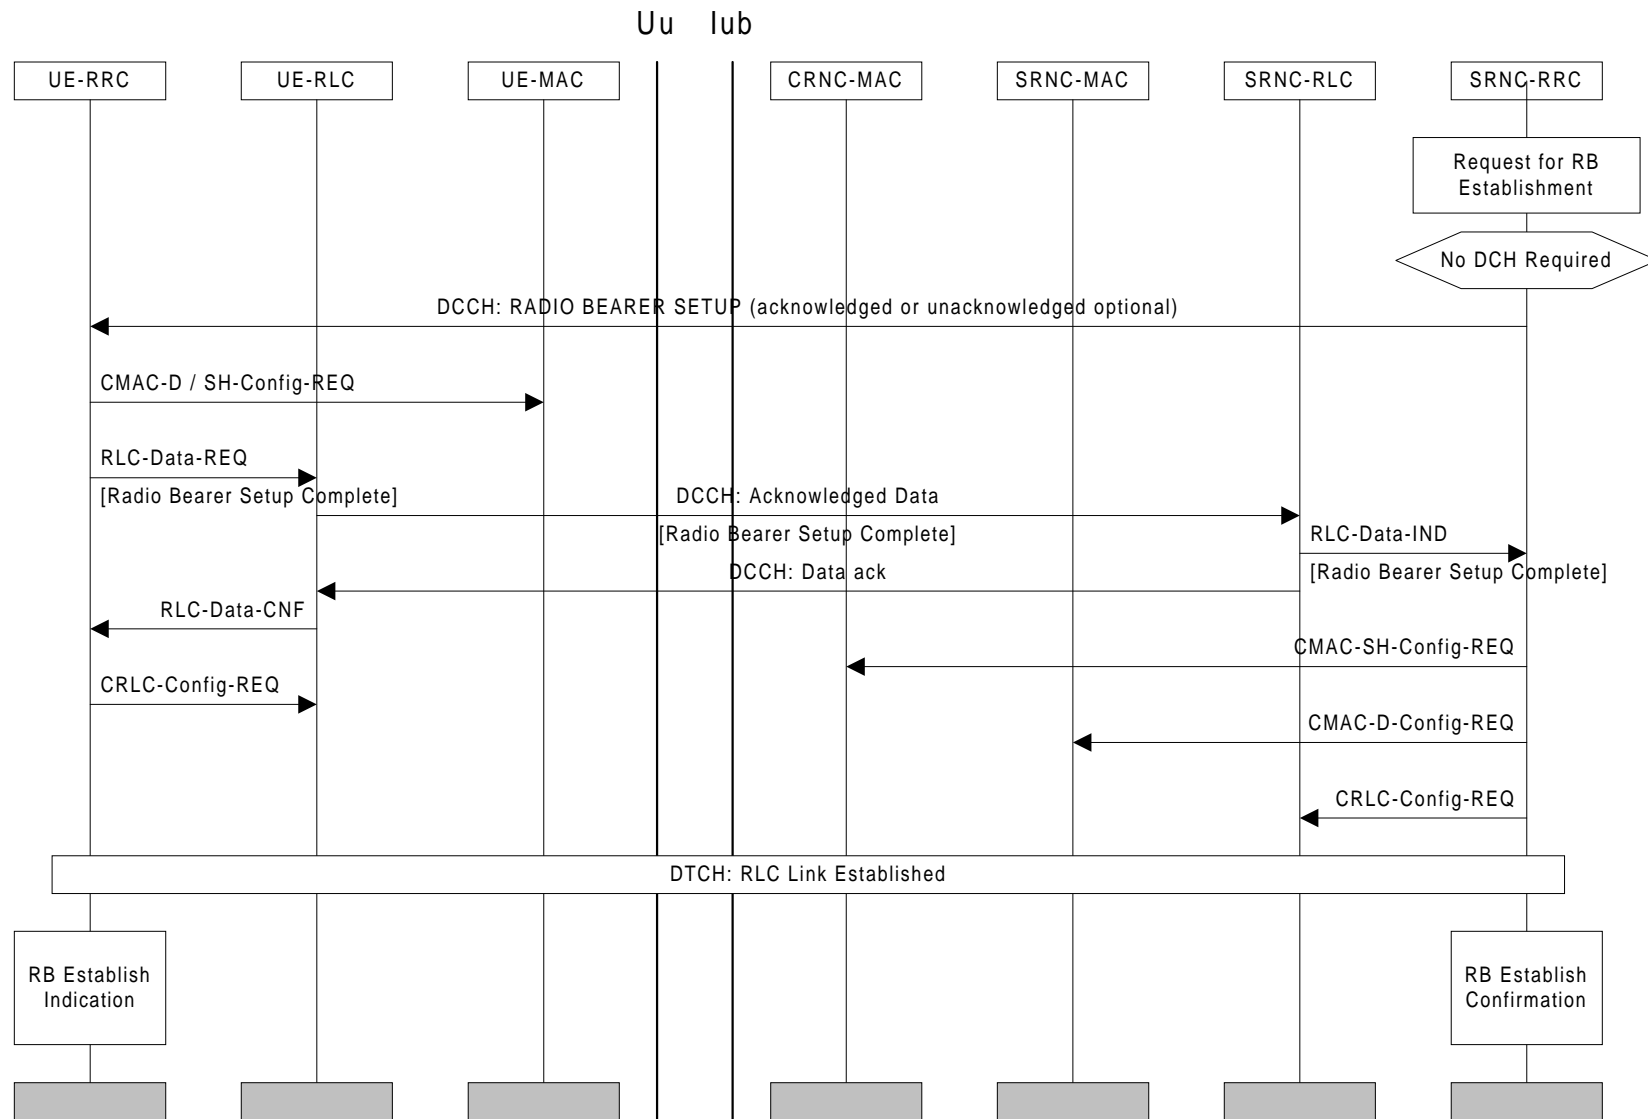 Uu Iub
UE-RRC UE-RLC UE-MAC CRNC-MAC SRNC-MAC SRNC-RLC SRNC-RRC
Request for RB
Establishment
No DCH Required
DCCH: RADIO BEARER SETUP (acknowledged or unacknowledged optional)
CMAC-D / SH-Config-REQ
RLC-Data-REQ
[Radio Bearer Setup Complete]
DCCH: Acknowledged Data
[Radio Bearer Setup Complete]
RLC-Data-IND
[Radio Bearer Setup Complete]
DCCH: Data ack
RLC-Data-CNF
CMAC-SH-Config-REQ
CRLC-Config-REQ
CMAC-D-Config-REQ
CRLC-Config-REQ
DTCH: RLC Link Established
RB Establish
Indication
RB Establish
Confirmation